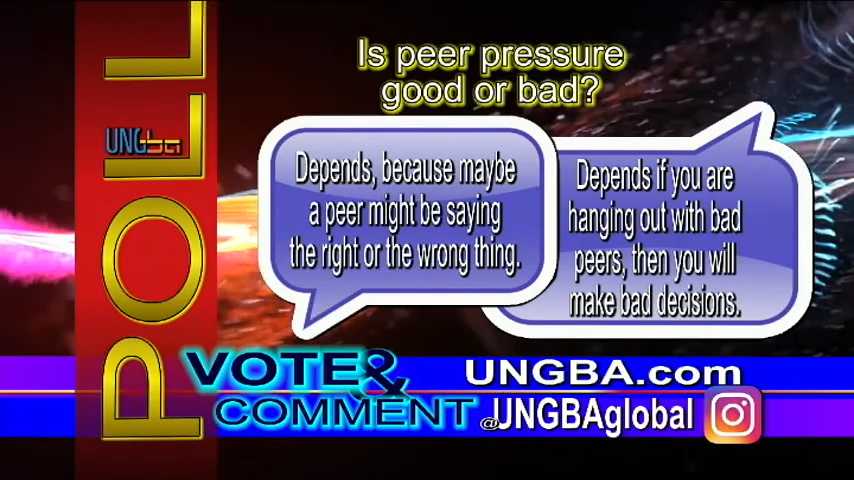 POLL
UNGba
Is peer pressure
good or bad?
Depends, because maybe
a peer might be saying
the right or the wrong thing.
Depends if you are
hanging out with bad
peers, then you will
make bad decisions.
VOTE&
COMMENT
UNGBA.com
@UNGBAglobal